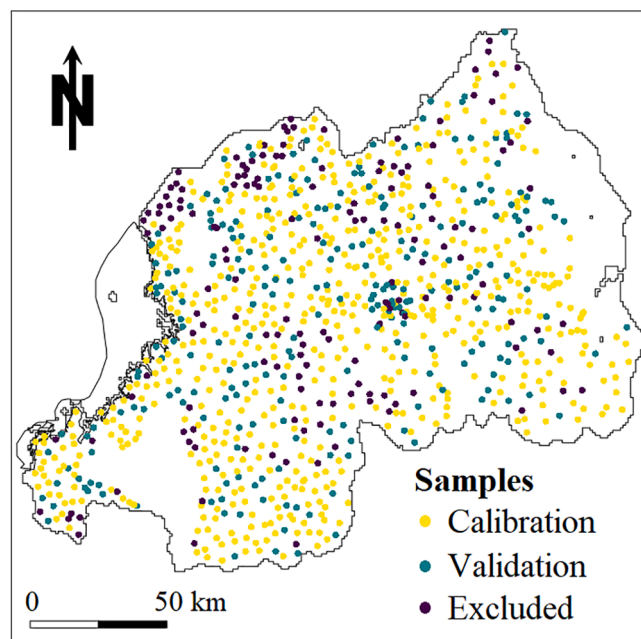 N
Samples
Calibration
Validation
Excluded
0 50 km